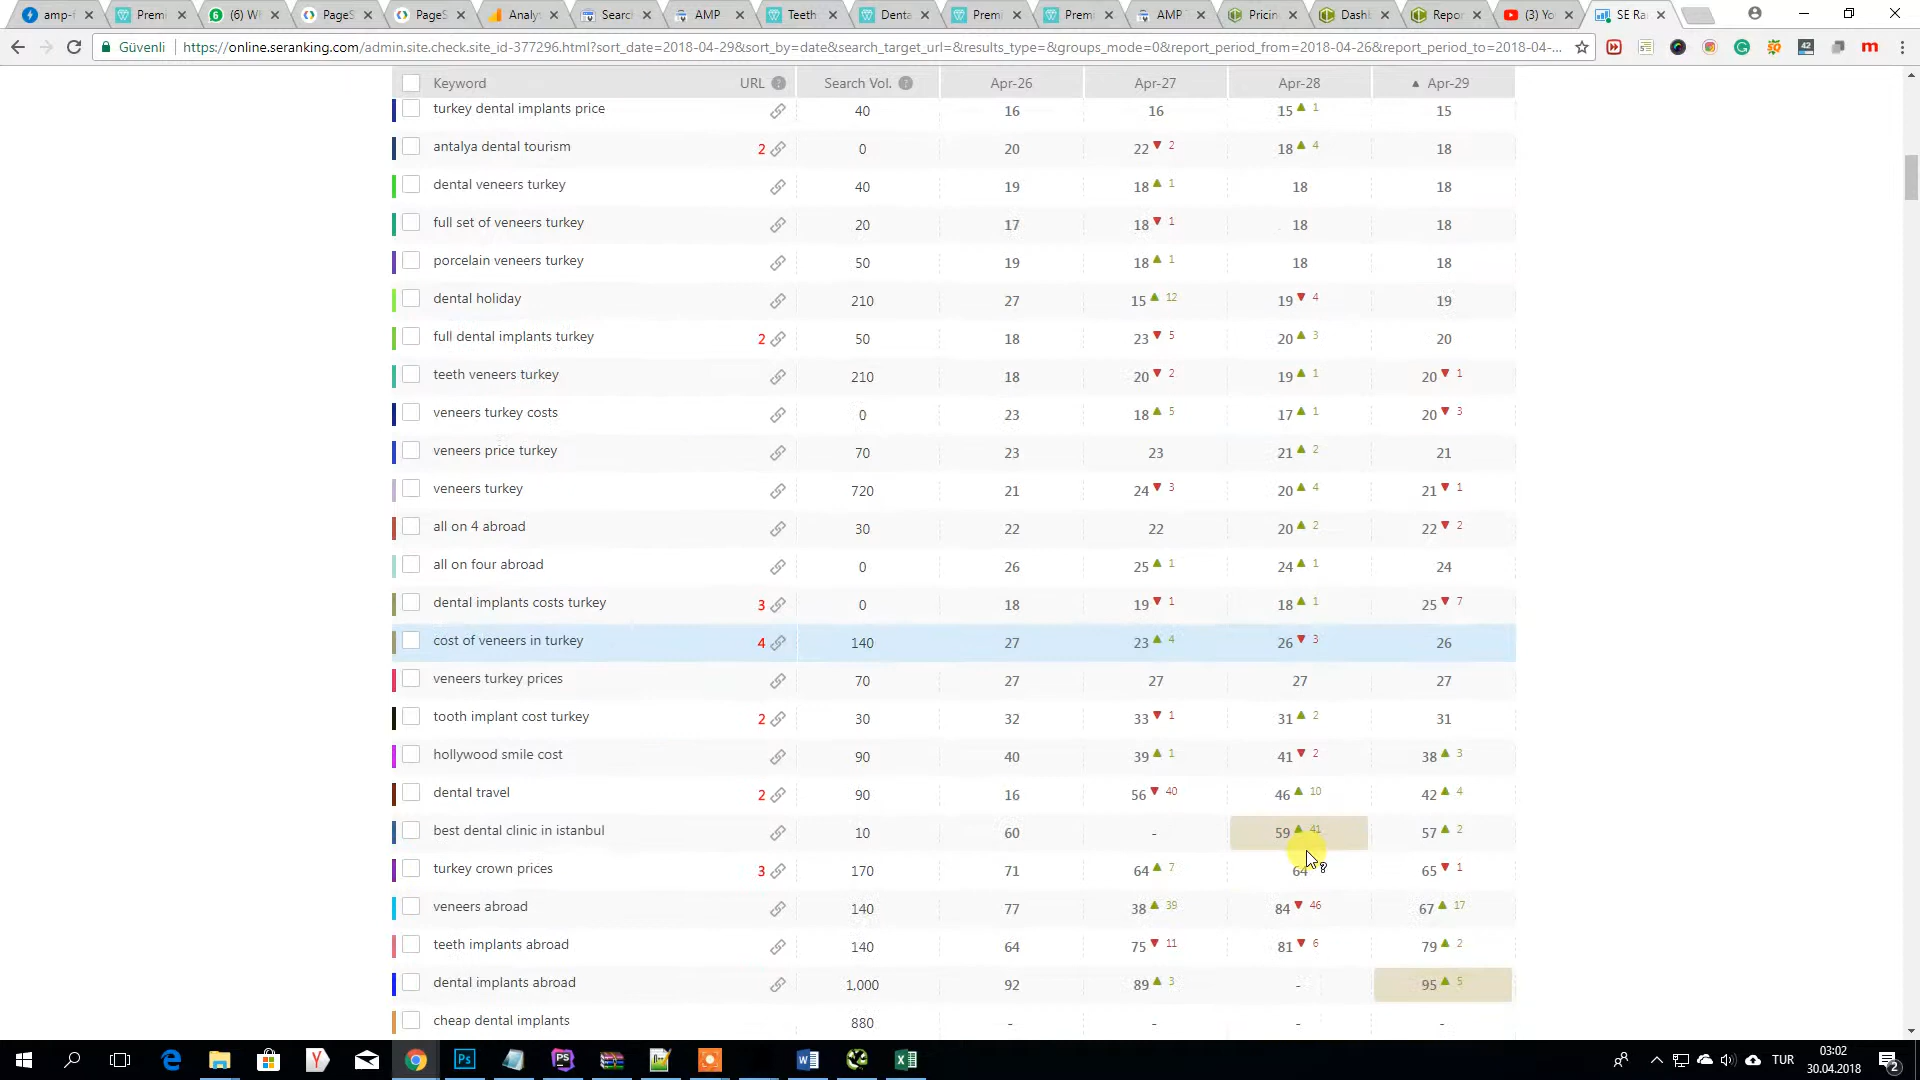 amp-
Premi
(6) W
PageS
PageS
Analy
Searc
AMP
Teeth
Denta
Premi
Premi
AMP
Pricin
Dash
Repor
(3) Yo
SE Ra
Güvenli
https://online.seranking.com/admin.site.check.site_id-377296.html?sort_date=2018-04-29&sort_by=date&search_target_url=&results_type=&groups_mode=0&report_period_from=2018-04-26&report_period_to=2018-04-...
42
m
Keyword URL ? Search Vol. ? Apr-26 Apr-27 Apr-28 ▲ Apr-29
turkey dental implants price 40 16 16 15 ▲ 1 15
antalya dental tourism 2 0 20 22 ▼ 2 18 ▲ 4 18
dental veneers turkey 40 19 18 ▲ 1 18 18
full set of veneers turkey 20 17 18 ▼ 1 18 18
porcelain veneers turkey 50 19 18 ▲ 1 18 18
dental holiday 210 27 15 ▲ 12 19 ▼ 4 19
full dental implants turkey 2 50 18 23 ▼ 5 20 ▲ 3 20
teeth veneers turkey 210 18 20 ▼ 2 19 ▲ 1 20 ▼ 1
veneers turkey costs 0 23 18 ▲ 5 17 ▲ 1 20 ▼ 3
veneers price turkey 70 23 23 21 ▲ 2 21
veneers turkey 720 21 24 ▼ 3 20 ▲ 4 21 ▼ 1
all on 4 abroad 30 22 22 20 ▲ 2 22 ▼ 2
all on four abroad 0 26 25 ▲ 1 24 ▲ 1 24
dental implants costs turkey 3 0 18 19 ▼ 1 18 ▲ 1 25 ▼ 7
cost of veneers in turkey 4 140 27 23 ▲ 4 26 ▼ 3 26
veneers turkey prices 70 27 27 27 27
tooth implant cost turkey 2 30 32 33 ▼ 1 31 ▲ 2 31
hollywood smile cost 90 40 39 ▲ 1 41 ▼ 2 38 ▲ 3
dental travel 2 90 16 56 ▼ 40 46 ▲ 10 42 ▲ 4
best dental clinic in istanbul 10 60 - 59 ▲ 41 57 ▲ 2
turkey crown prices 3 170 71 64 ▲ 7 64 65 ▼ 1
veneers abroad 140 77 38 ▲ 39 84 ▼ 46 67 ▲ 17
teeth implants abroad 140 64 75 ▼ 11 81 ▼ 6 79 ▲ 2
dental implants abroad 1,000 92 89 ▲ 3 - 95 ▲ 5
cheap dental implants 880 - - - -
Ps
PS
TUR
03:02
30.04.2018
2